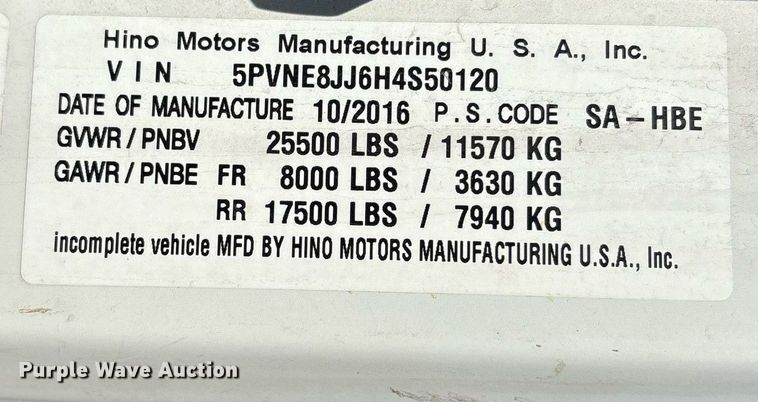 Hino Motors Manufacturing U. S. A., Inc.
VIN 5PVNE8JJ6H4S50120
DATE OF MANUFACTURE 10/2016 P.S.CODE SA-HBE
GVWR/PNBV 25500 LBS / 11570 KG
GAWR/PNBE FR 8000 LBS / 3630 KG
RR 17500 LBS / 7940 KG
incomplete vehicle MFD BY HINO MOTORS MANUFACTURING U.S.A., Inc.
Purple Wave Auction